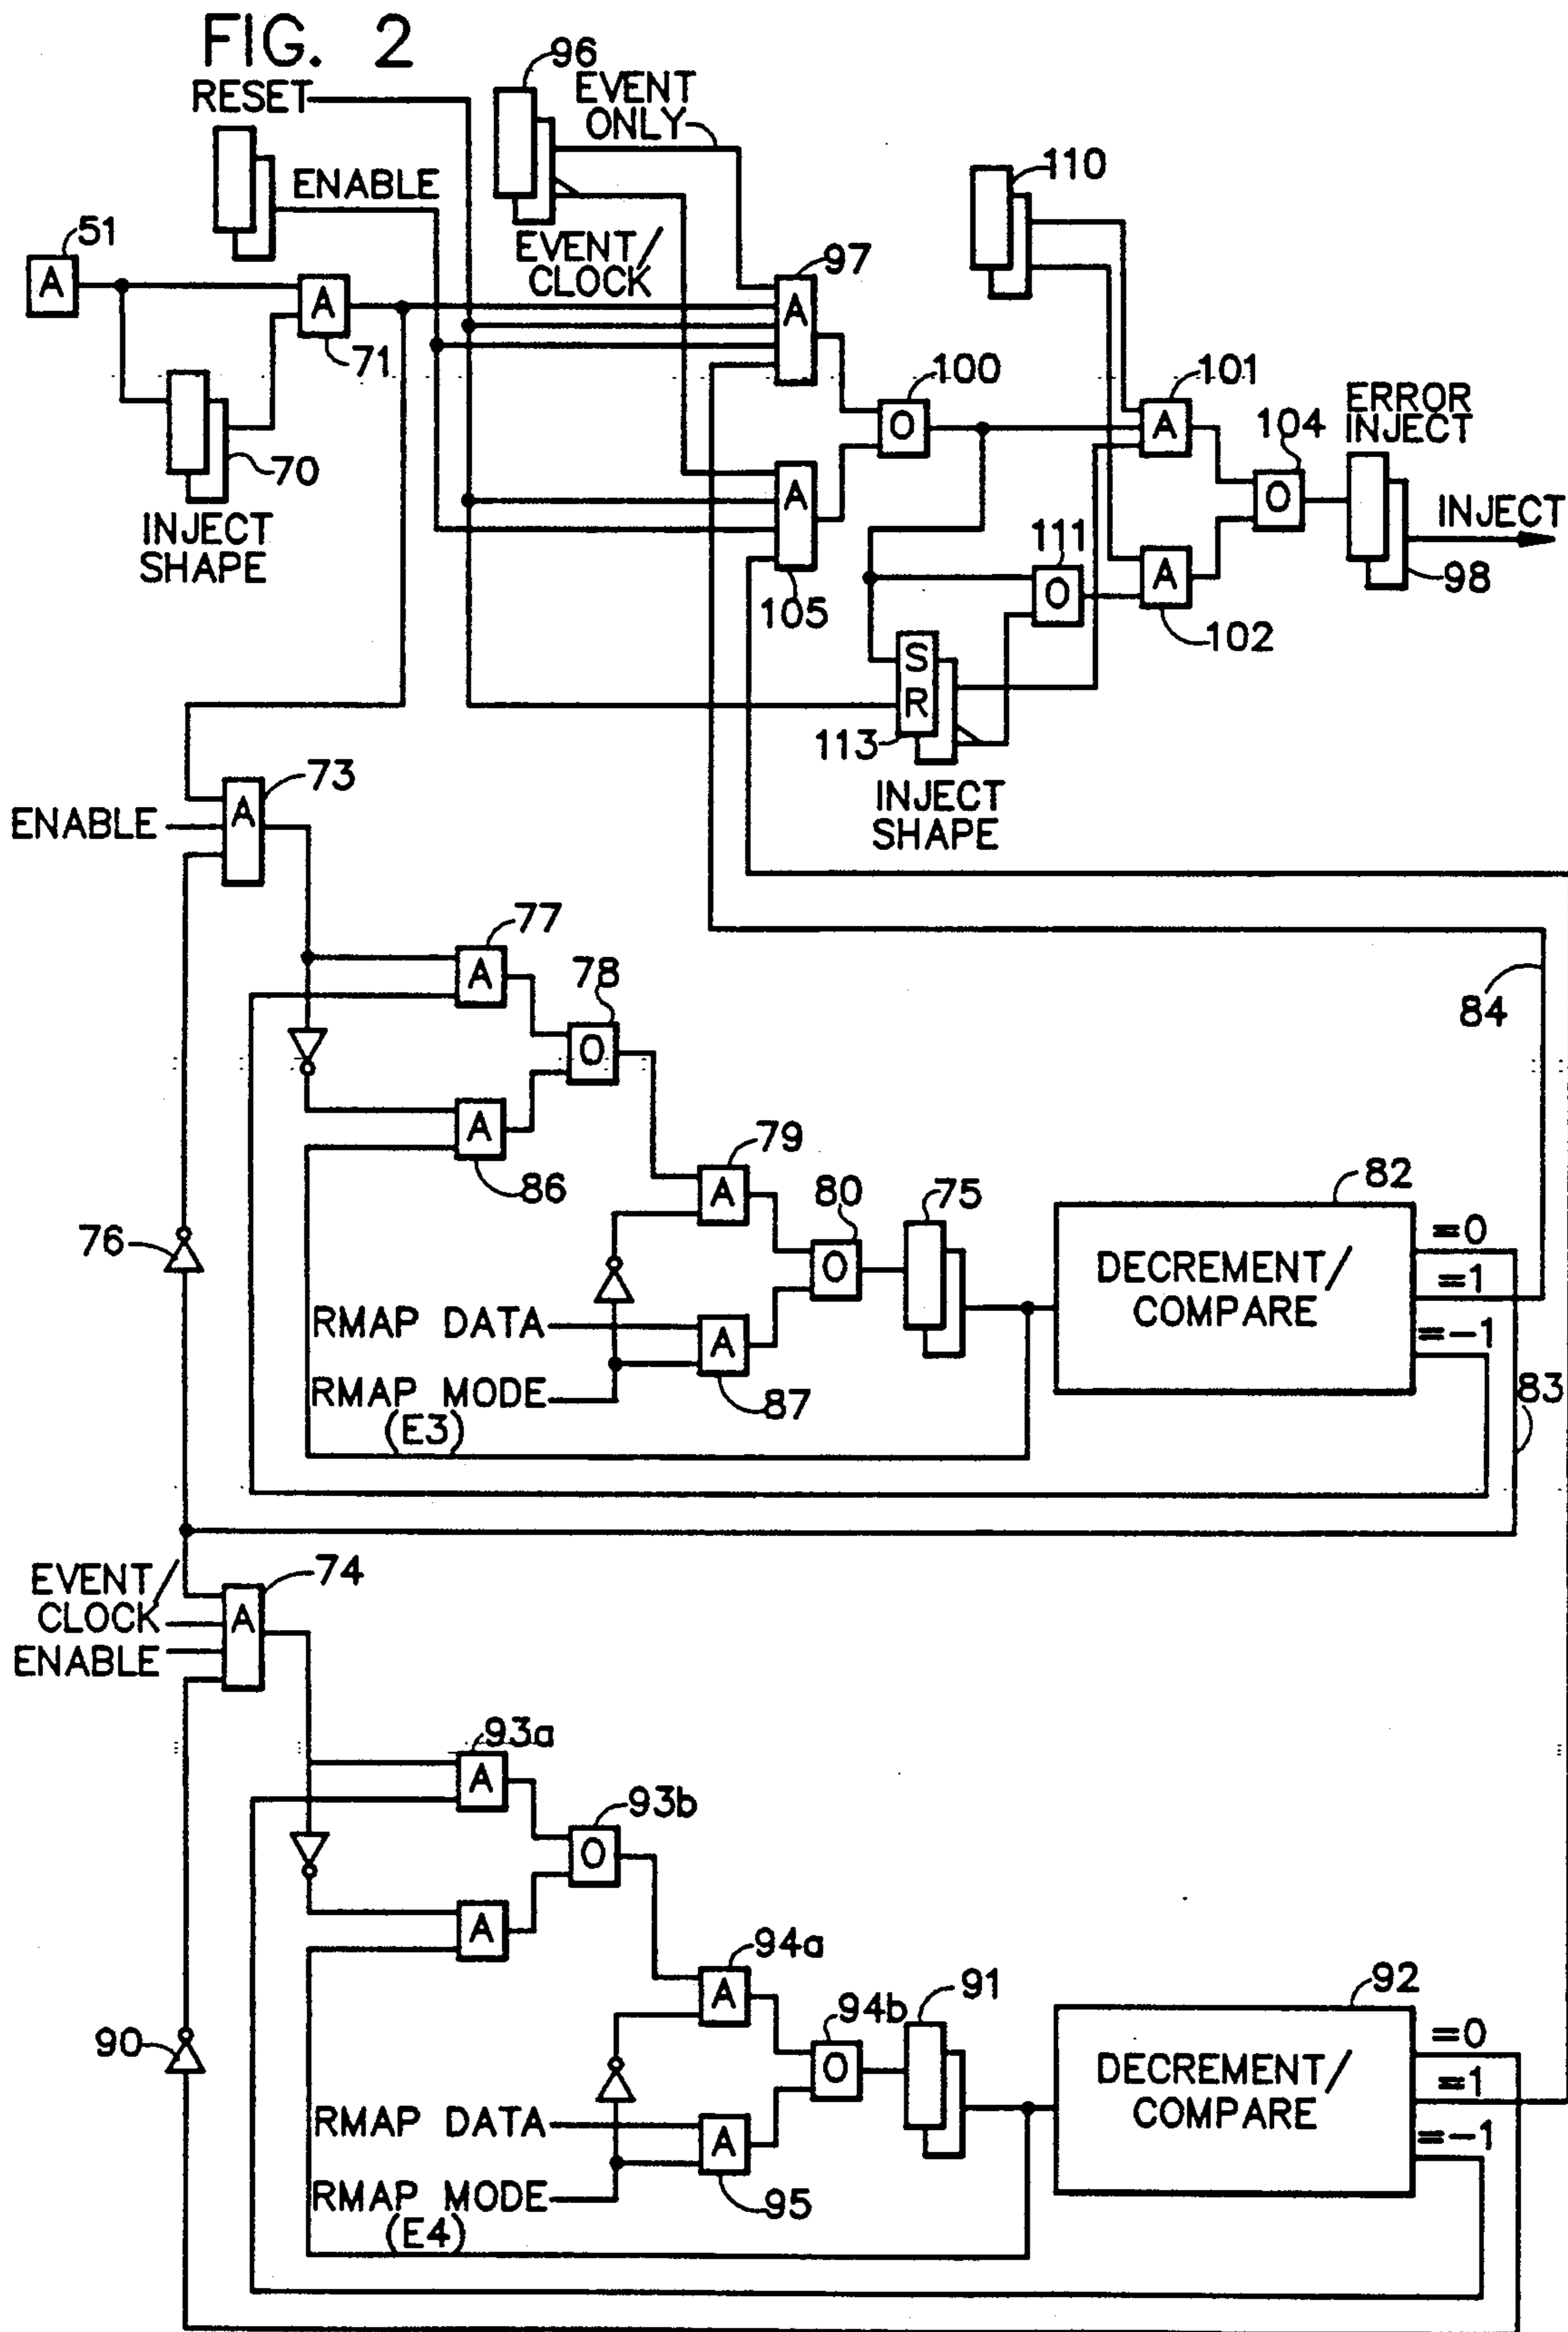 FIG. 2
RESET
96
EVENT
ONLY
ENABLE
110
51
EVENT/
CLOCK
97
A
A
A
71
100
101
ERROR
INJECT
104
O
A
70
A
O
INJECT
INJECT
SHAPE
111
O
A
98
105
102
S
R
113
INJECT
SHAPE
73
A
ENABLE
77
A
78
O
84
A
86
79
A
80
75
82
76
O
DECREMENT/
COMPARE
=0
=1
=-1
RMAP DATA
A
RMAP MODE
(E3)
87
83
EVENT/
CLOCK
ENABLE
74
A
93a
A
93b
O
A
94a
A
94b
91
92
90
O
DECREMENT/
COMPARE
=0
=1
=-1
RMAP DATA
A
RMAP MODE
(E4)
95